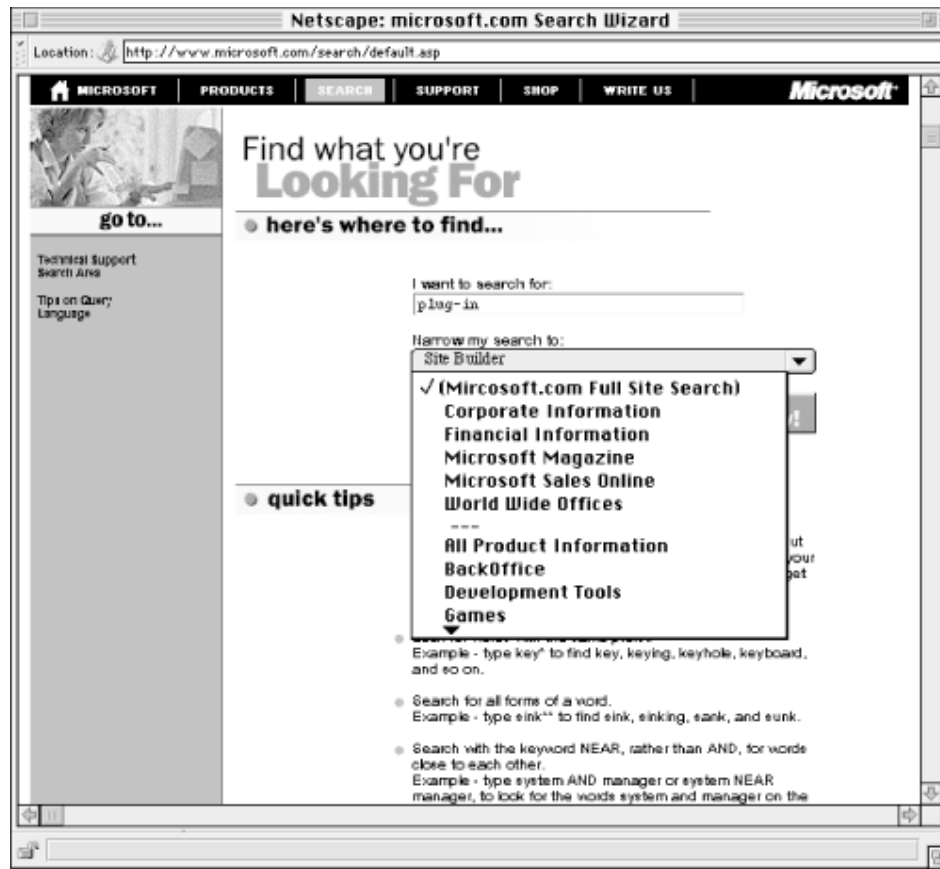 Netscape: microsoft.com Search Wizard
Location: http://www.microsoft.com/search/default.asp
MICROSOFT PRODUCTS SEARCH SUPPORT SHOP WRITE US Microsoft
Find what you're
Looking For
go to...
Technical Support
Search Area
Tips on Query
Language
here's where to find...
I want to search for:
plug-in
Narrow my search to:
Site Builder
✓(Mircosoft.com Full Site Search)
Corporate Information
Financial Information
Microsoft Magazine
Microsoft Sales Online
World Wide Offices
---
All Product Information
BackOffice
Development Tools
Games
quick tips
ut
your
get
Example - type key* to find key, keying, keyhole, keyboard,
and so on.
Search for all forms of a word.
Example - type sink** to find sink, sinking, sank, and sunk.
Search with the keyword NEAR, rather than AND, for words
close to each other.
Example - type system AND manager or system NEAR
manager, to look for the words system and manager on the